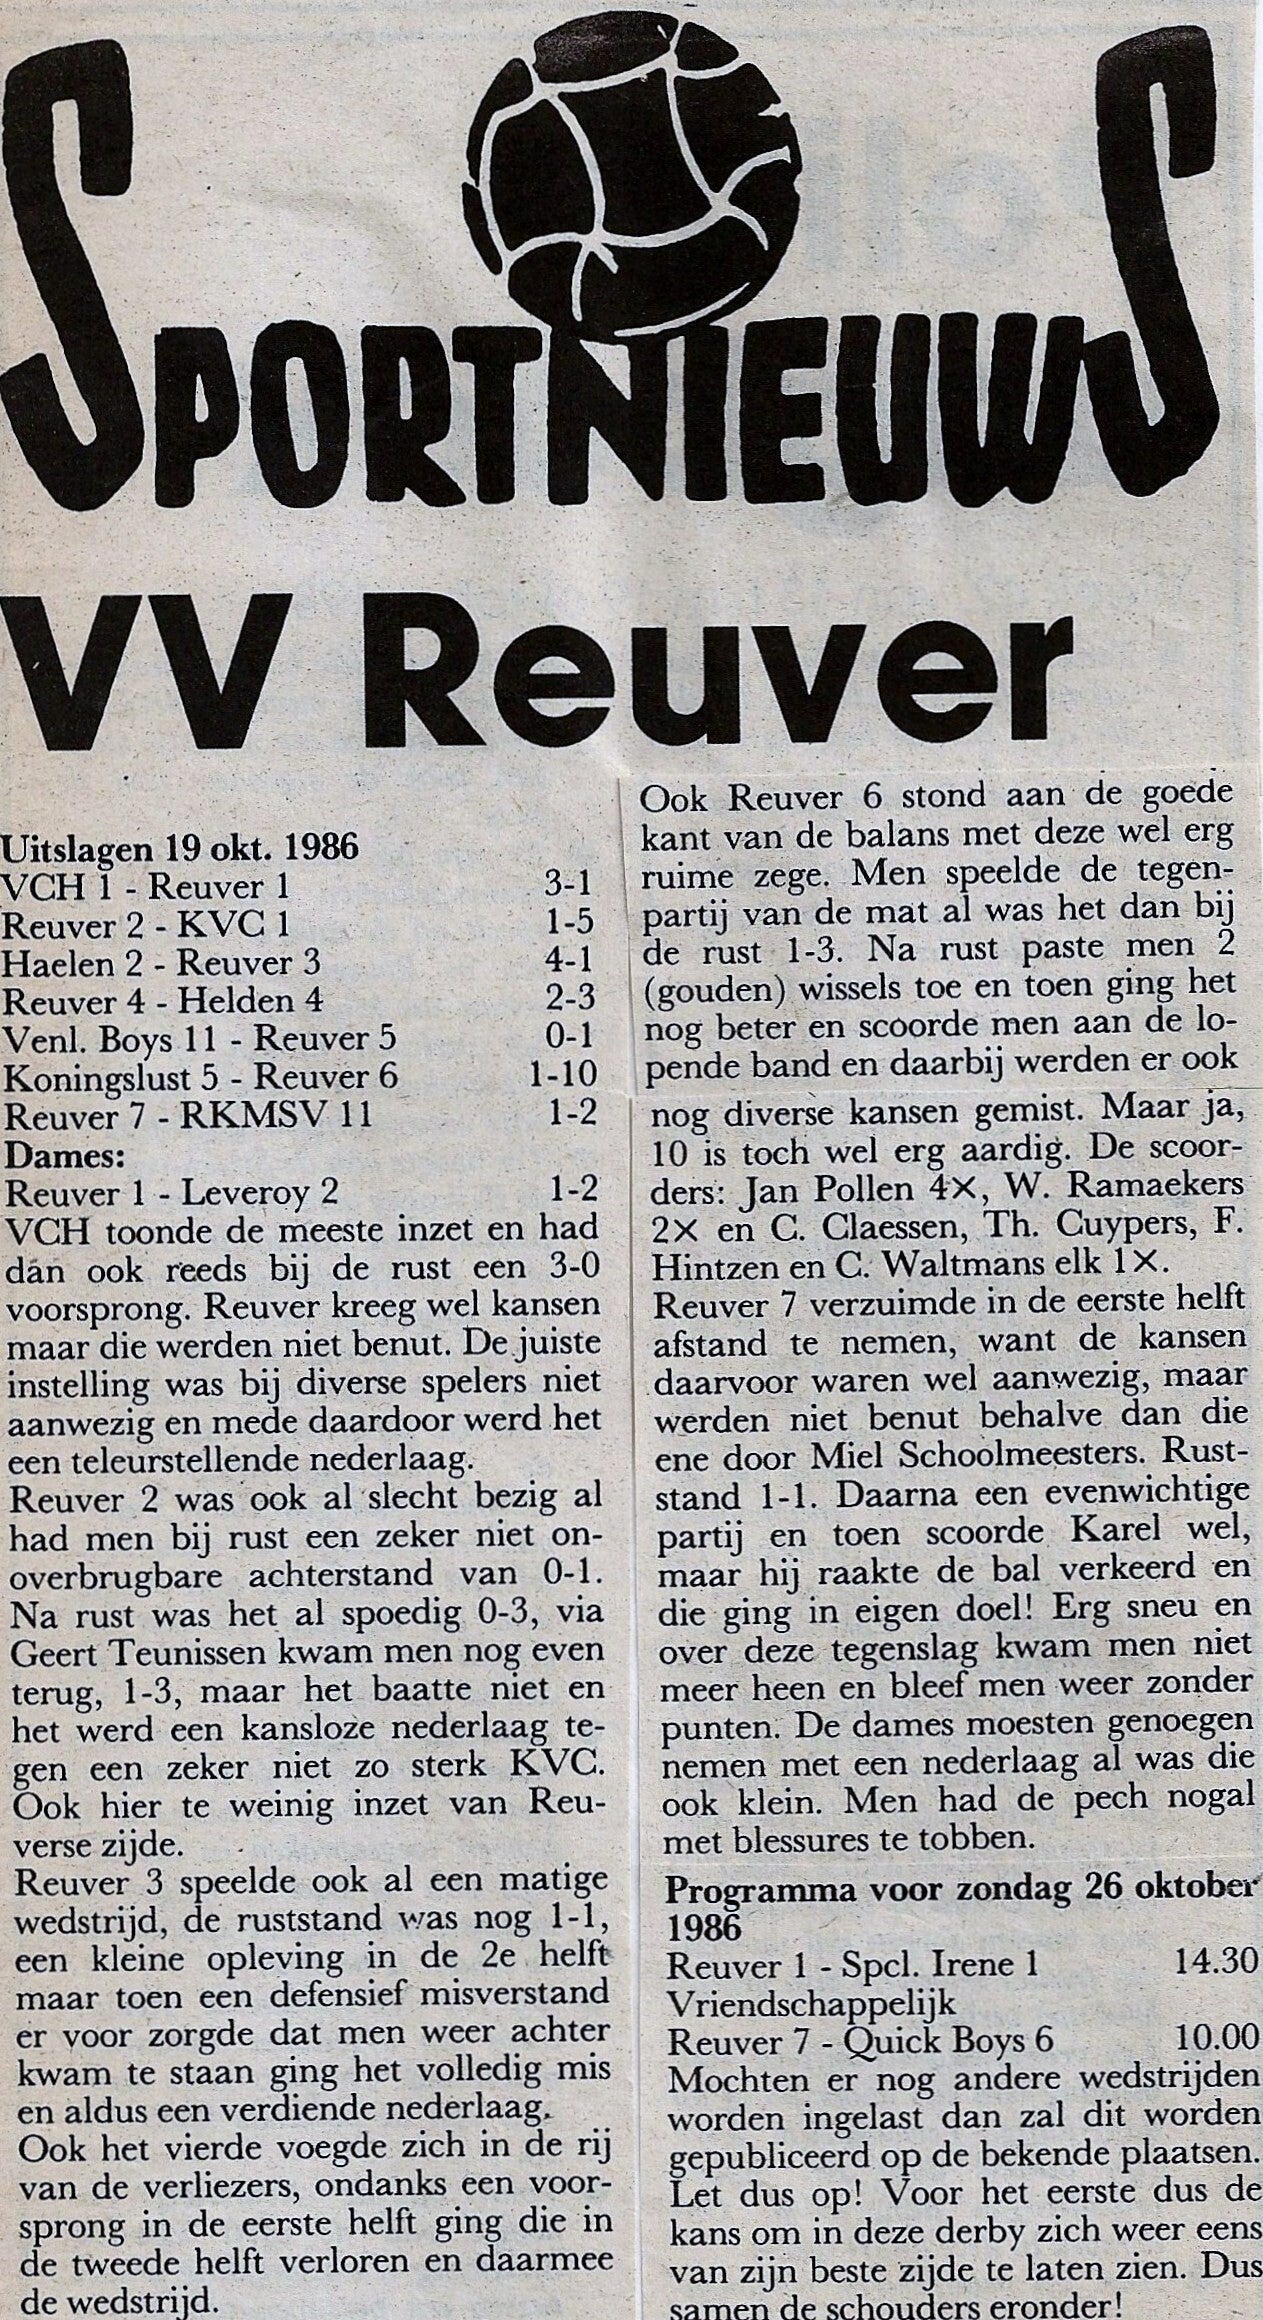 SPORTNIEUWS
VV Reuver
Uitslagen 19 okt. 1986
VCH 1 - Reuver 1 3-1
Reuver 2 - KVC 1 1-5
Haelen 2 - Reuver 3 4-1
Reuver 4 - Helden 4 2-3
Venl. Boys 11 - Reuver 5 0-1
Koningslust 5 - Reuver 6 1-10
Reuver 7 - RKMSV 11 1-2
Dames:
Reuver 1 - Leveroy 2 1-2
VCH toonde de meeste inzet en had
dan ook reeds bij de rust een 3-0
voorsprong. Reuver kreeg wel kansen
maar die werden niet benut. De juiste
instelling was bij diverse spelers niet
aanwezig en mede daardoor werd het
een teleurstellende nederlaag.
Reuver 2 was ook al slecht bezig al
had men bij rust een zeker niet on-
overbrugbare achterstand van 0-1.
Na rust was het al spoedig 0-3, via
Geert Teunissen kwam men nog even
terug, 1-3, maar het baatte niet en
het werd een kansloze nederlaag te-
gen een zeker niet zo sterk KVC.
Ook hier te weinig inzet van Reu-
verse zijde.
Reuver 3 speelde ook al een matige
wedstrijd, de ruststand was nog 1-1,
een kleine opleving in de 2e helft
maar toen een defensief misverstand
er voor zorgde dat men weer achter
kwam te staan ging het volledig mis
en aldus een verdiende nederlaag.
Ook het vierde voegde zich in de rij
van de verliezers, ondanks een voor-
sprong in de eerste helft ging die in
de tweede helft verloren en daarmee
de wedstrijd.
Ook Reuver 6 stond aan de goede
kant van de balans met deze wel erg
ruime zege. Men speelde de tegen-
partij van de mat al was het dan bij
de rust 1-3. Na rust paste men 2
(gouden) wissels toe en toen ging het
nog beter en scoorde men aan de lo-
pende band en daarbij werden er ook
nog diverse kansen gemist. Maar ja,
10 is toch wel erg aardig. De scoor-
ders: Jan Pollen 4×, W. Ramaekers
2× en C. Claessen, Th. Cuypers, F.
Hintzen en C. Waltmans elk 1×.
Reuver 7 verzuimde in de eerste helft
afstand te nemen, want de kansen
daarvoor waren wel aanwezig, maar
werden niet benut behalve dan die
ene door Miel Schoolmeesters. Rust-
stand 1-1. Daarna een evenwichtige
partij en toen scoorde Karel wel,
maar hij raakte de bal verkeerd en
die ging in eigen doel! Erg sneu en
over deze tegenslag kwam men niet
meer heen en bleef men weer zonder
punten. De dames moesten genoegen
nemen met een nederlaag al was die
ook klein. Men had de pech nogal
met blessures te tobben.
Programma voor zondag 26 oktober
1986
Reuver 1 - Spcl. Irene 1 14.30
Vriendschappelijk
Reuver 7 - Quick Boys 6 10.00
Mochten er nog andere wedstrijden
worden ingelast dan zal dit worden
gepubliceerd op de bekende plaatsen.
Let dus op! Voor het eerste dus de
kans om in deze derby zich weer eens
van zijn beste zijde te laten zien. Dus
samen de schouders eronder!